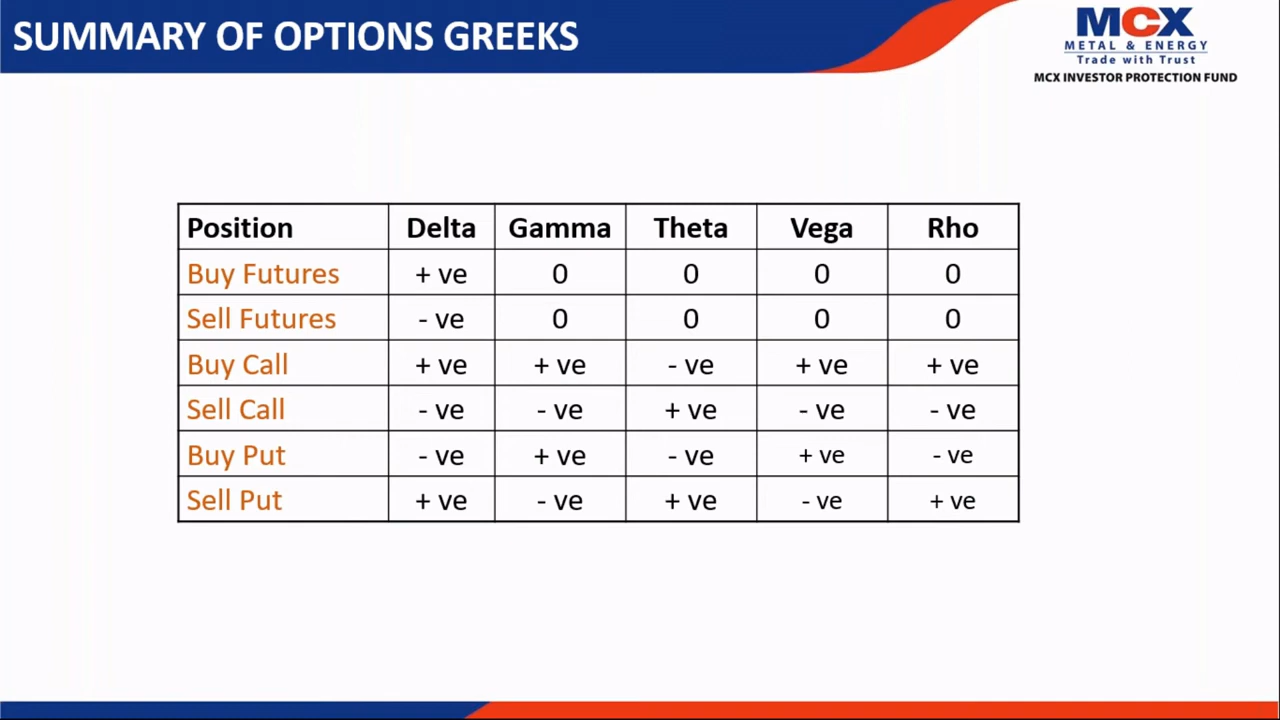 SUMMARY OF OPTIONS GREEKS
MCX
METAL & ENERGY
Trade with Trust
MCX INVESTOR PROTECTION FUND
Position Delta Gamma Theta Vega Rho
Buy Futures + ve 0 0 0 0
Sell Futures - ve 0 0 0 0
Buy Call + ve + ve - ve + ve + ve
Sell Call - ve - ve + ve - ve - ve
Buy Put - ve + ve - ve + ve - ve
Sell Put + ve - ve + ve - ve + ve